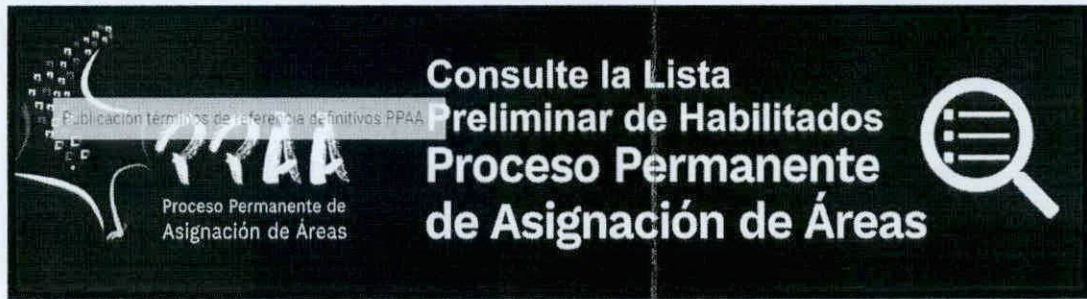 Publicación términos de referencia definitivos PPAA
PPAA
Proceso Permanente de
Asignación de Áreas
Consulte la Lista
Preliminar de Habilitados
Proceso Permanente
de Asignación de Áreas